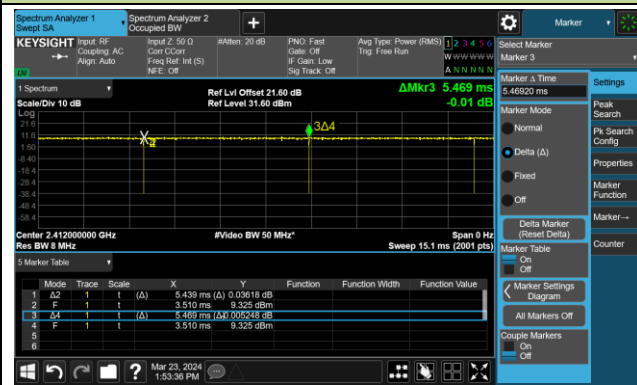 Spectrum Analyzer 1
Swept SA
Spectrum Analyzer 2
Occupied BW
Marker
KEYSIGHT
Input: RF
Coupling: AC
Align: Auto
Input Z: 50 Ω
Corr CCorr
Freq Ref: Int (S)
NFE: Off
#Atten: 20 dB
PNO: Fast
Gate: Off
IF Gain: Low
Sig Track: Off
Avg Type: Power (RMS)
Trig: Free Run
1 2 3 4 5 6
W W W W W W
A N N N N N
Select Marker
Marker 3
1 Spectrum
Scale/Div 10 dB
Log
Ref Lvl Offset 21.60 dB
Ref Level 31.60 dBm
ΔMkr3 5.469 ms
-0.01 dB
21.6
11.6
1.60
-8.40
-18.4
-28.4
-38.4
-48.4
-58.4
3Δ4
Center 2.412000000 GHz
Res BW 8 MHz
#Video BW 50 MHz*
Span 0 Hz
Sweep 15.1 ms (2001 pts)
5 Marker Table
Mode Trace Scale X Y Function Function Width Function Value
1 Δ2 1 t (Δ) 5.439 ms (Δ) 0.03618 dB
2 F 1 t 3.510 ms 9.325 dBm
3 Δ4 1 t (Δ) 5.469 ms (Δ) 0.005248 dB
4 F 1 t 3.510 ms 9.325 dBm
5
6
Marker Δ Time
5.46920 ms
Marker Mode
Normal
Delta (Δ)
Fixed
Off
Delta Marker
(Reset Delta)
Marker Table
On
Off
Marker Settings
Diagram
All Markers Off
Couple Markers
On
Off
Settings
Peak
Search
Pk Search
Config
Properties
Marker
Function
Marker→
Counter
Mar 23, 2024
1:53:36 PM